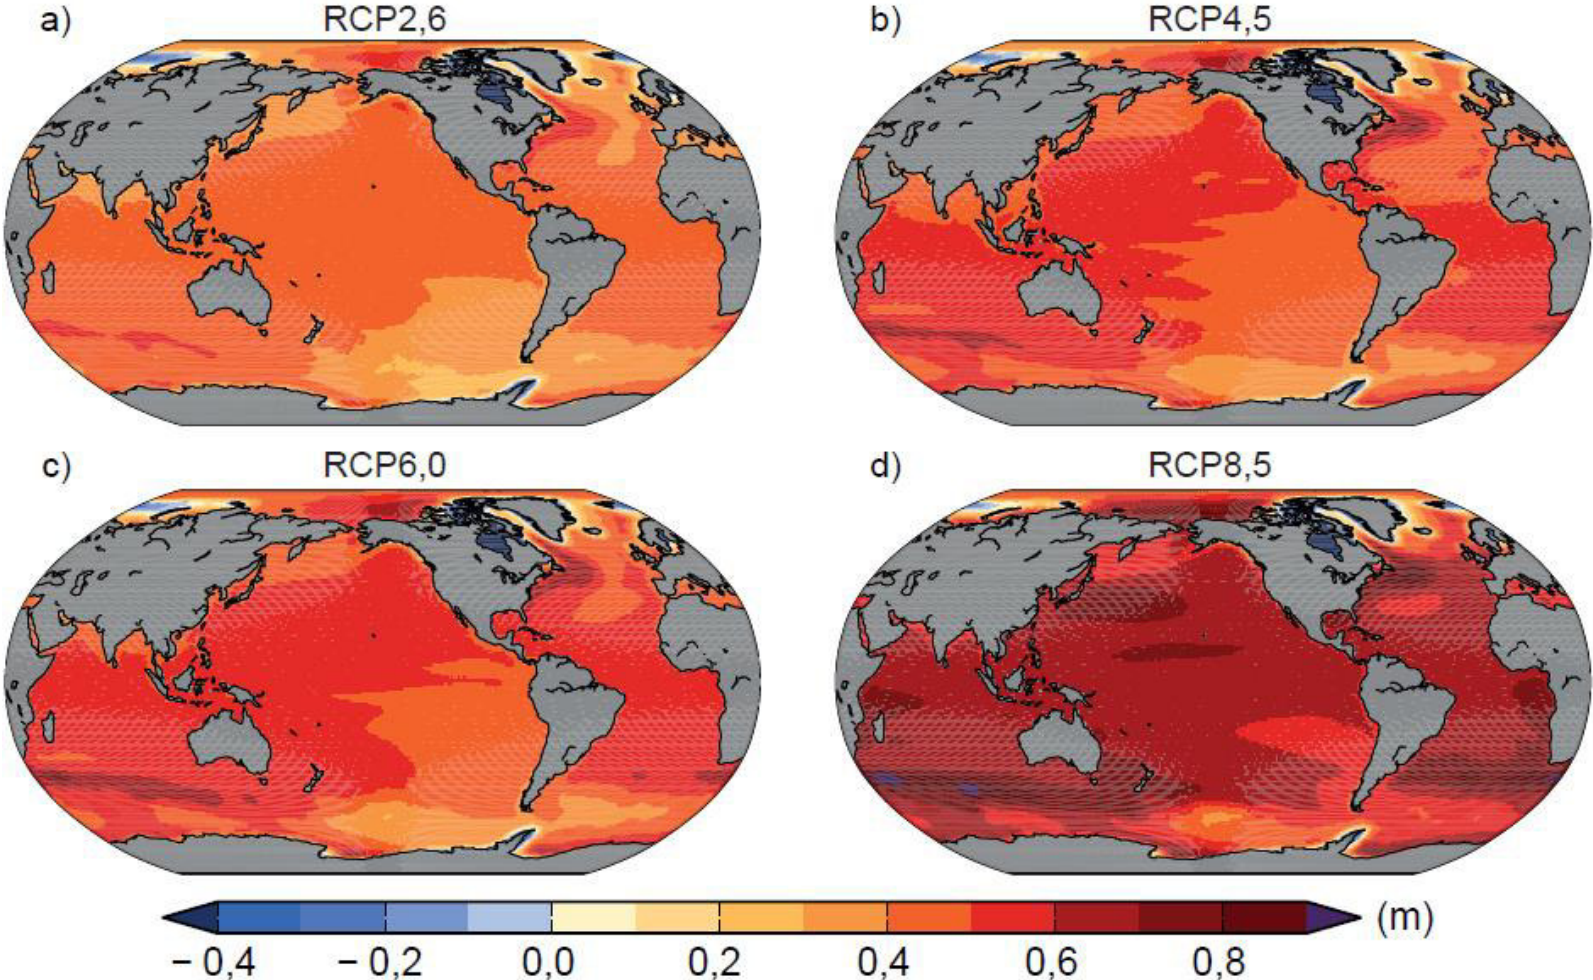 a) RCP2,6
b) RCP4,5
c) RCP6,0
d) RCP8,5
(m)
− 0,4 − 0,2 0,0 0,2 0,4 0,6 0,8